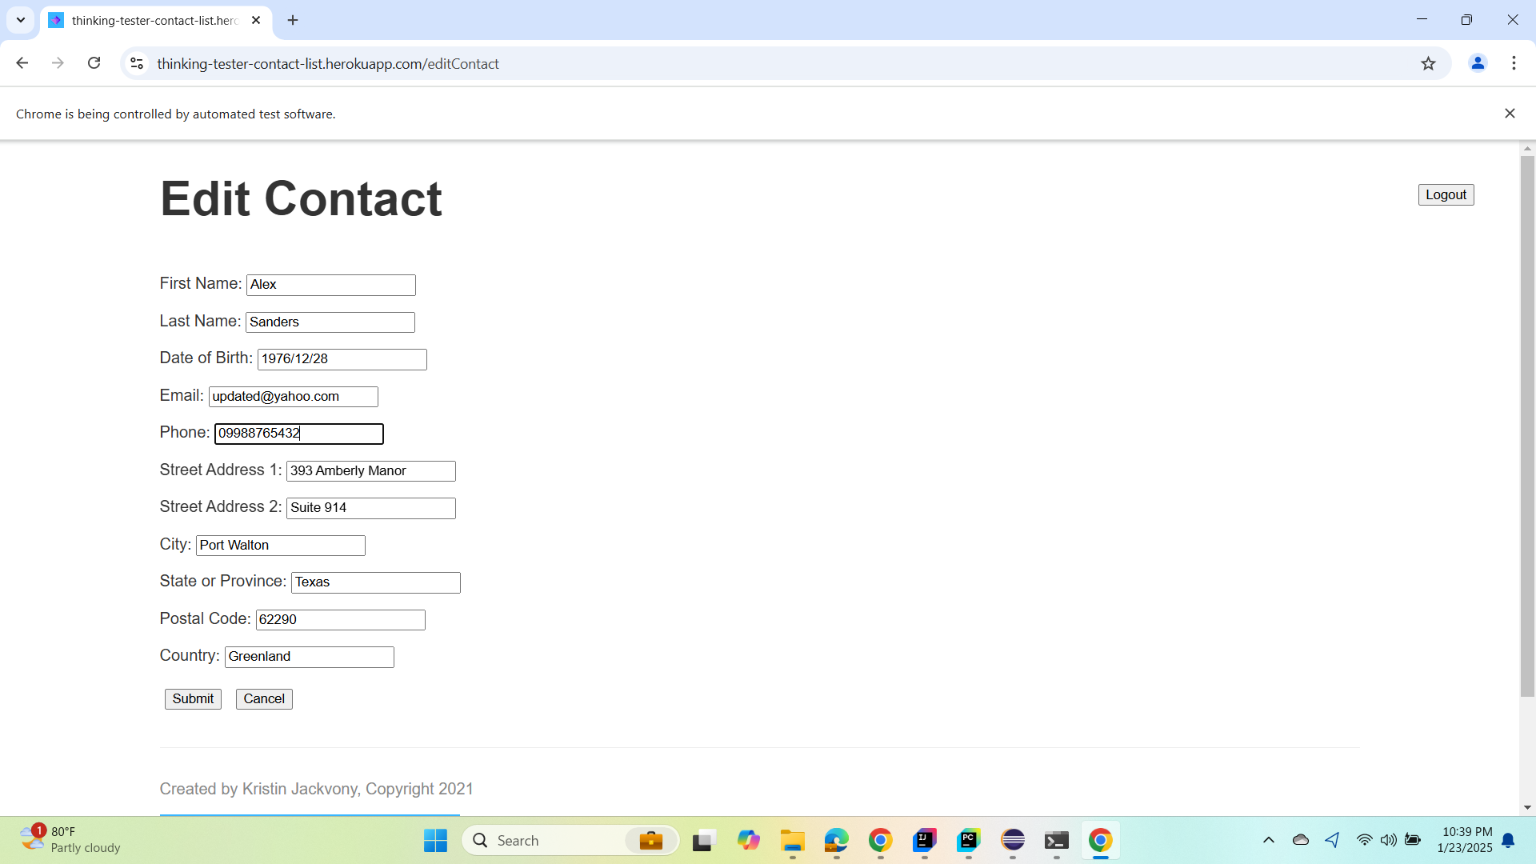 thinking-tester-contact-list.herc
thinking-tester-contact-list.herokuapp.com/editContact
Chrome is being controlled by automated test software.
Edit Contact
Logout
First Name: Alex
Last Name: Sanders
Date of Birth: 1976/12/28
Email: updated@yahoo.com
Phone: 09988765432
Street Address 1: 393 Amberly Manor
Street Address 2: Suite 914
City: Port Walton
State or Province: Texas
Postal Code: 62290
Country: Greenland
Submit Cancel
Created by Kristin Jackvony, Copyright 2021
1
80°F
Partly cloudy
Search
IJ
PC
10:39 PM
1/23/2025